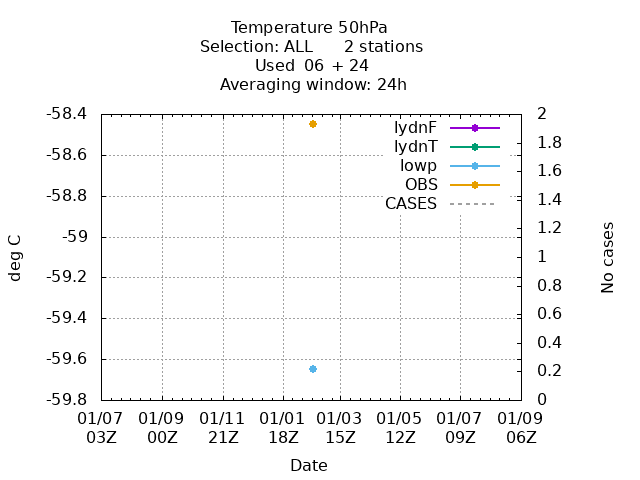 Temperature 50hPa
Selection: ALL      2 stations
Used  06 + 24
Averaging window: 24h
-58.4
-58.6
-58.8
-59
-59.2
-59.4
-59.6
-59.8
deg C
lydnF
lydnT
lowp
OBS
CASES
2
1.8
1.6
1.4
1.2
1
0.8
0.6
0.4
0.2
0
No cases
01/07 01/09 01/11 01/01 01/03 01/05 01/07 01/09
03Z 00Z 21Z 18Z 15Z 12Z 09Z 06Z
Date